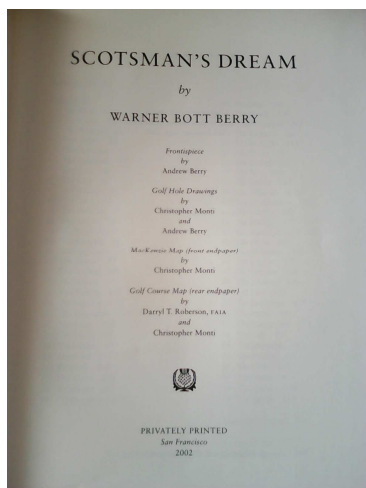 SCOTSMAN'S DREAM
by
WARNER BOTT BERRY
Frontispiece
by
Andrew Berry
Golf Hole Drawings
by
Christopher Monti
and
Andrew Berry
MacKenzie Map (front endpaper)
by
Christopher Monti
Golf Course Map (rear endpaper)
by
Darryl T. Roberson, FAIA
and
Christopher Monti
PRIVATELY PRINTED
San Francisco
2002